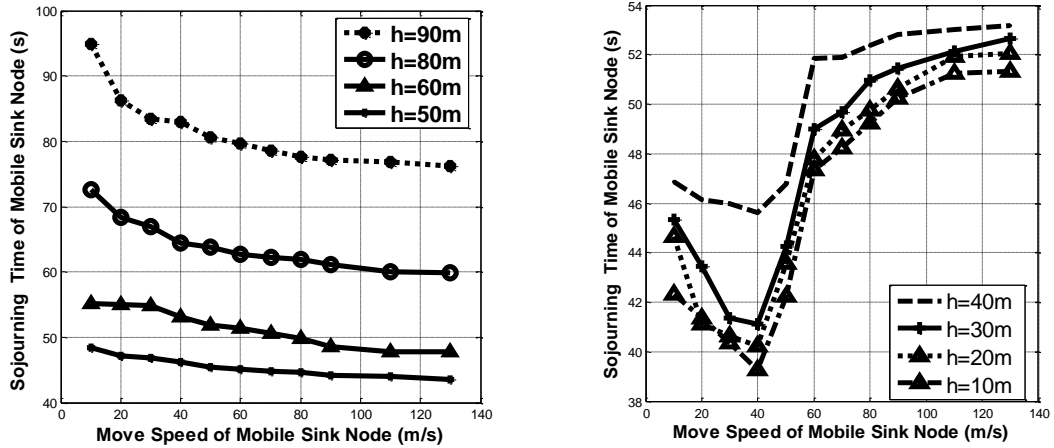 100
90
80
70
60
50
40
0
20
40
60
80
100
120
140
Sojourning Time of Mobile Sink Node (s)
Move Speed of Mobile Sink Node (m/s)
h=90m
h=80m
h=60m
h=50m
54
52
50
48
46
44
42
40
38
0
20
40
60
80
100
120
140
Sojourning Time of Mobile Sink Node (s)
Move Speed of Mobile Sink Node (m/s)
h=40m
h=30m
h=20m
h=10m